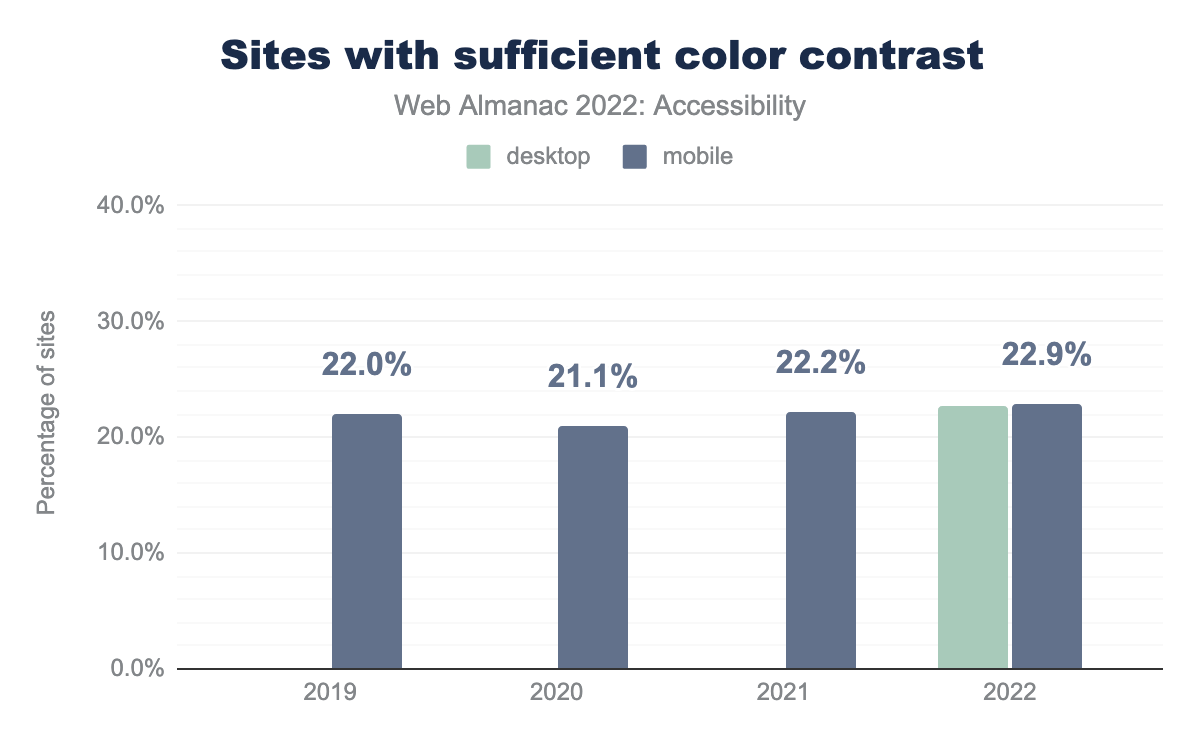 Sites with sufficient color contrast
Web Almanac 2022: Accessibility
desktop mobile
40.0%
30.0%
20.0%
10.0%
0.0%
Percentage of sites
22.0% 21.1% 22.2% 22.9%
2019 2020 2021 2022